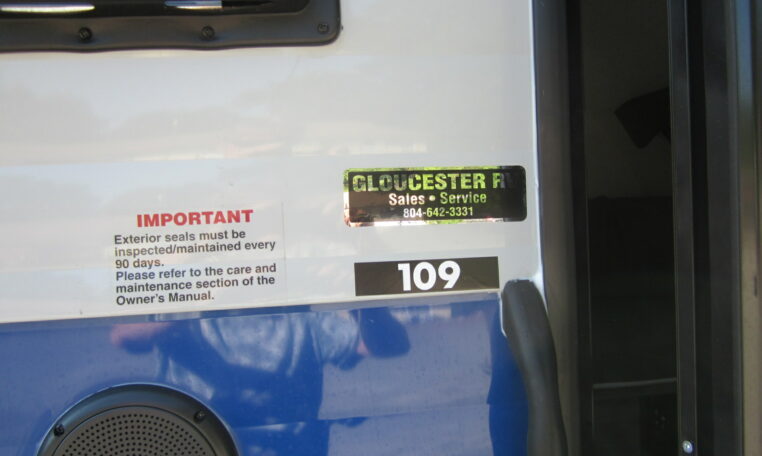 GLOUCESTER RV
Sales • Service
804-642-3331
IMPORTANT
Exterior seals must be
inspected/maintained every
90 days.
Please refer to the care and
maintenance section of the
Owner's Manual.
109